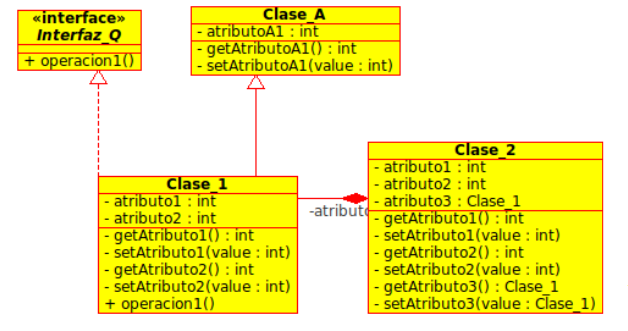 «interface»
Interfaz_Q
+ operacion1()
Clase_A
- atributoA1 : int
- getAtributoA1() : int
- setAtributoA1(value : int)
Clase_1
- atributo1 : int
- atributo2 : int
- getAtributo1() : int
- setAtributo1(value : int)
- getAtributo2() : int
- setAtributo2(value : int)
+ operacion1()
-atributo
Clase_2
- atributo1 : int
- atributo2 : int
- atributo3 : Clase_1
- getAtributo1() : int
- setAtributo1(value : int)
- getAtributo2() : int
- setAtributo2(value : int)
- getAtributo3() : Clase_1
- setAtributo3(value : Clase_1)